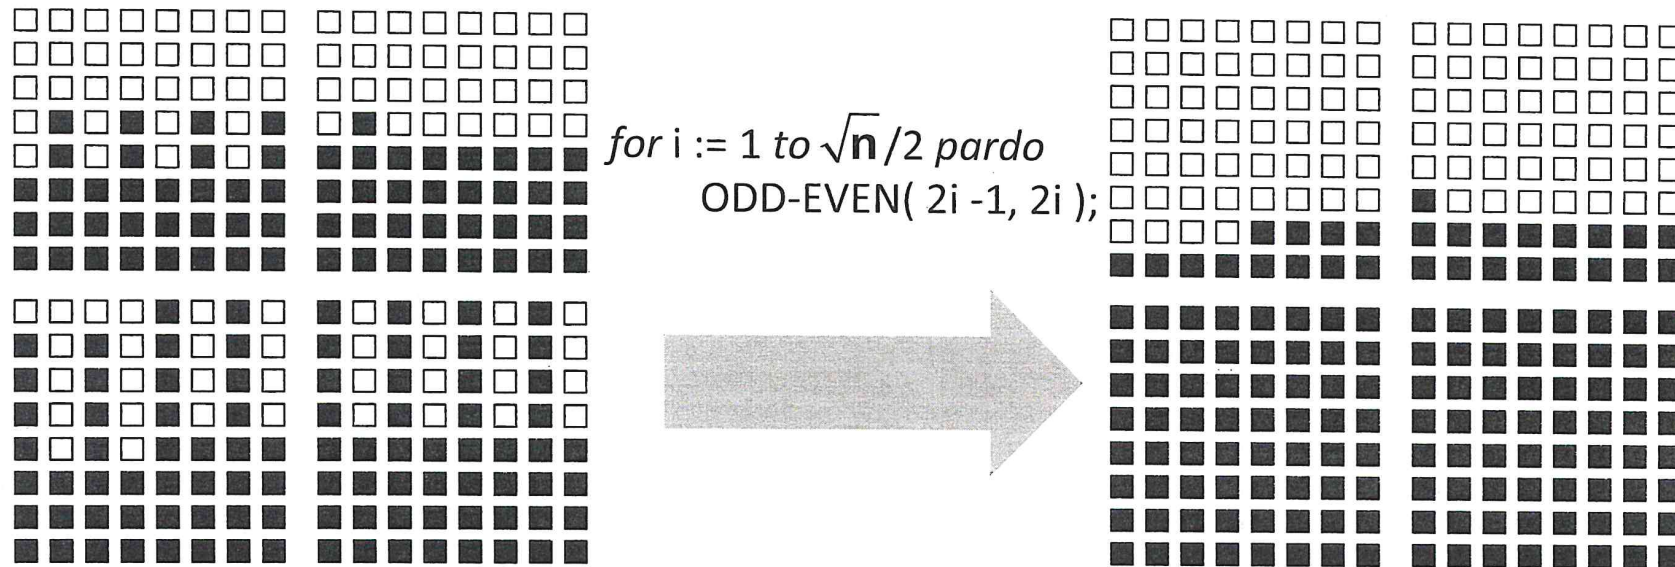 for i := 1 to √n/2 pardo
ODD-EVEN( 2i -1, 2i );